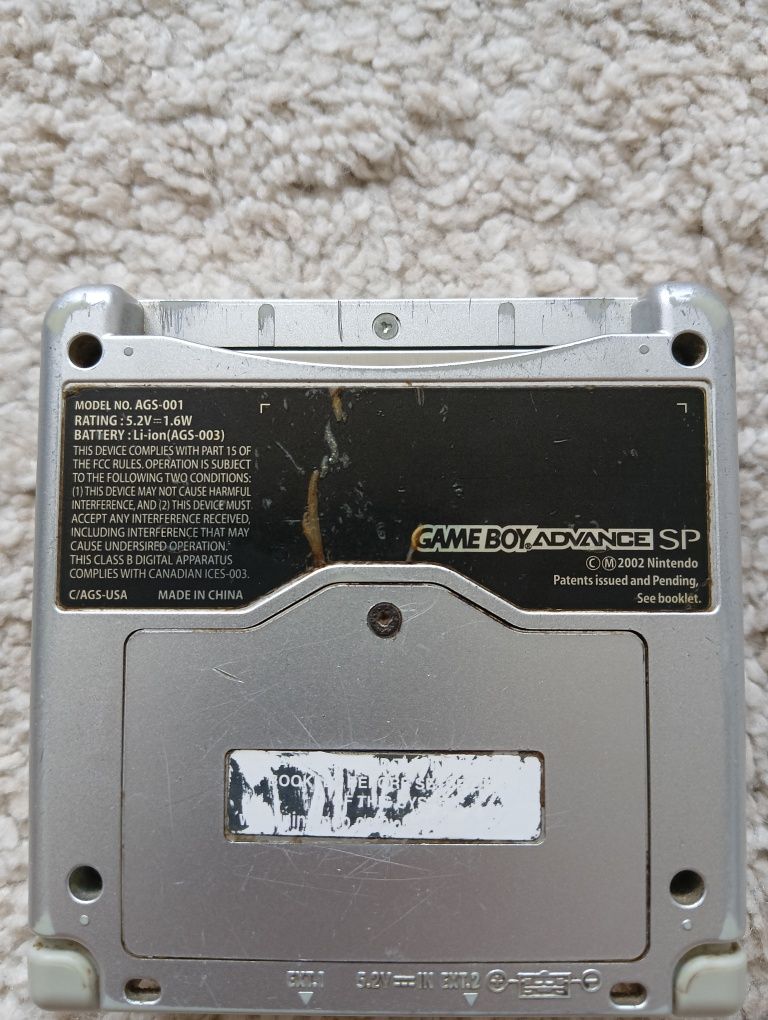 MODEL NO. AGS-001
RATING : 5.2V⎓1.6W
BATTERY : Li-ion(AGS-003)
THIS DEVICE COMPLIES WITH PART 15 OF
THE FCC RULES. OPERATION IS SUBJECT
TO THE FOLLOWING TWO CONDITIONS:
(1) THIS DEVICE MAY NOT CAUSE HARMFUL
INTERFERENCE, AND (2) THIS DEVICE MUST
ACCEPT ANY INTERFERENCE RECEIVED,
INCLUDING INTERFERENCE THAT MAY
CAUSE UNDERSIRED OPERATION.
THIS CLASS B DIGITAL APPARATUS
COMPLIES WITH CANADIAN ICES-003.
C/AGS-USA MADE IN CHINA
GAME BOY ADVANCE SP
©Ⓜ2002 Nintendo
Patents issued and Pending,
See booklet.
OF THE
EXT.1 5.2V⎓IN EXT.2